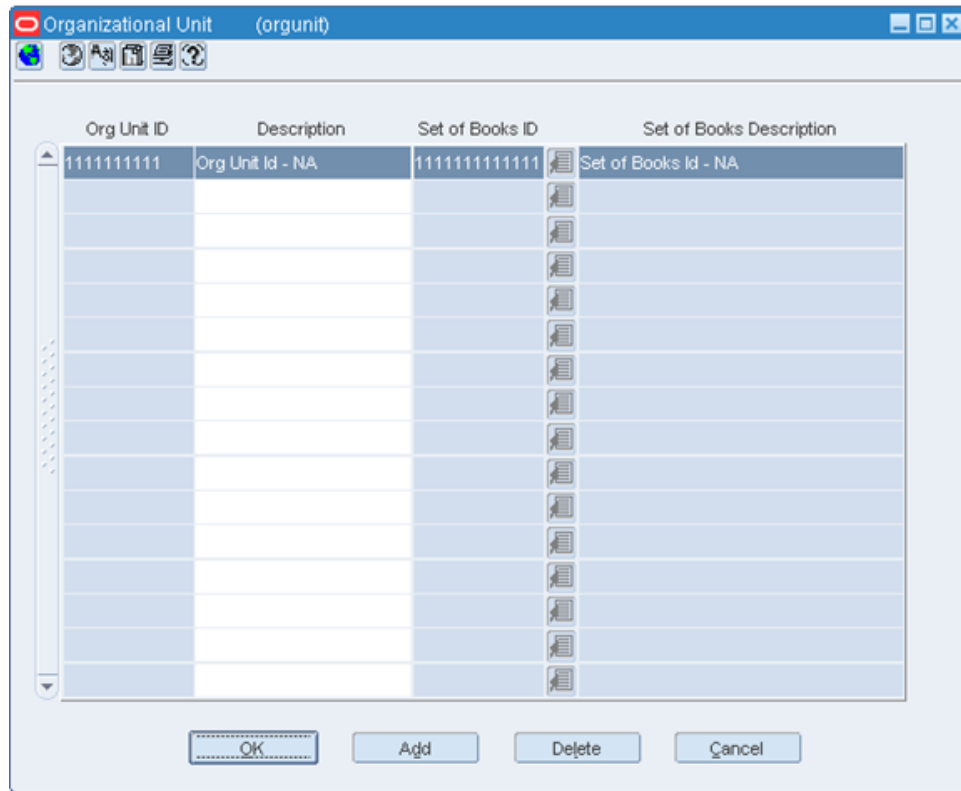 Organizational Unit (orgunit)
Org Unit ID Description Set of Books ID Set of Books Description
1111111111 Org Unit Id - NA 1111111111111 Set of Books Id - NA
OK Add Delete Cancel